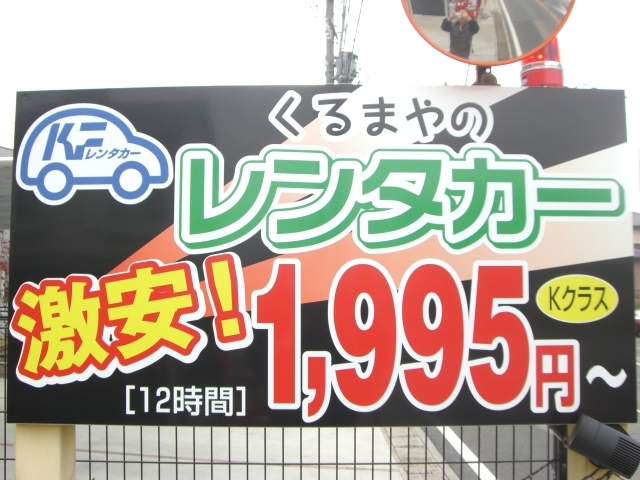 くるまやの
KF レンタカー
レンタカー
激安! 1,995円～
Kクラス
[12時間]